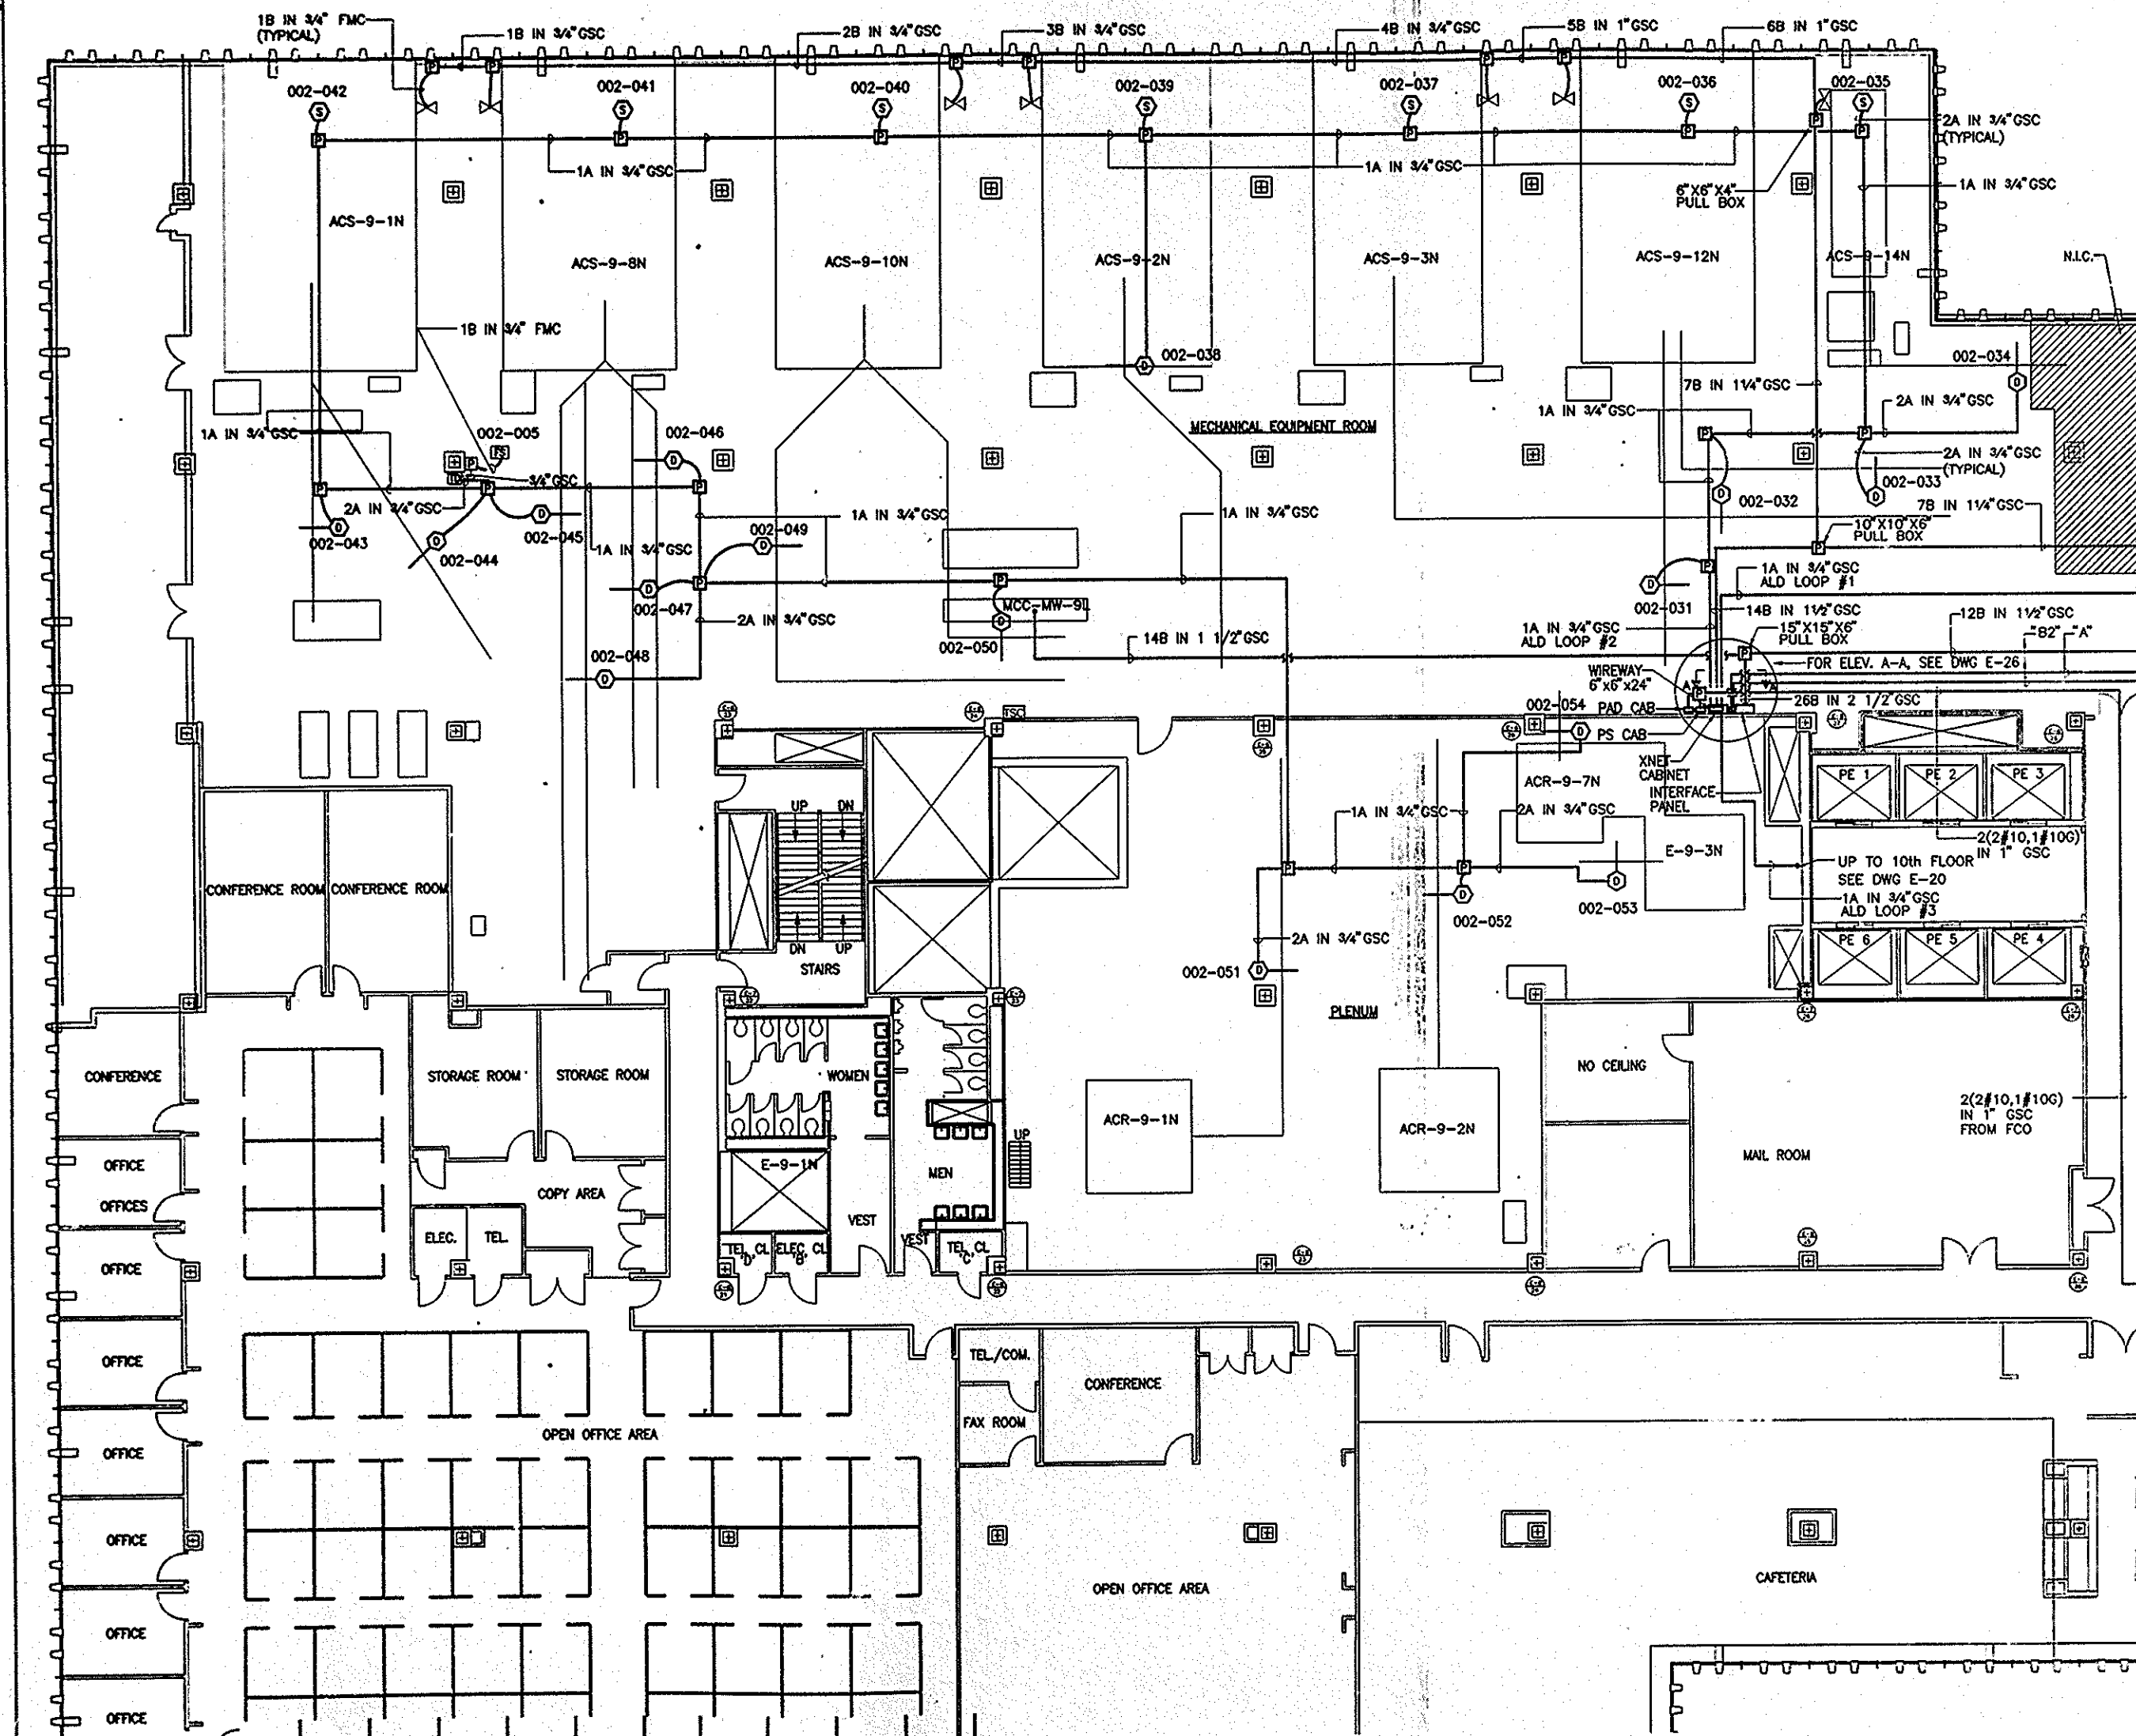 1B IN 3/4" FMC
(TYPICAL)
1B IN 3/4"GSC
2B IN 3/4"GSC
3B IN 3/4"GSC
4B IN 3/4"GSC
5B IN 1"GSC
6B IN 1"GSC
002-042
002-041
002-040
002-039
002-037
002-036
002-035
S
S
S
S
S
S
S
2A IN 3/4"GSC
(TYPICAL)
1A IN 3/4"GSC
1A IN 3/4"GSC
1A IN 3/4"GSC
6"X6"X4"
PULL BOX
ACS-9-1N
ACS-9-8N
ACS-9-10N
ACS-9-2N
ACS-9-3N
ACS-9-12N
ACS-9-14N
N.I.C.
1B IN 3/4" FMC
002-038
002-034
7B IN 11/4"GSC
1A IN 3/4"GSC
2A IN 3/4"GSC
MECHANICAL EQUIPMENT ROOM
1A IN 3/4"GSC
002-005
002-046
3/4"GSC
2A IN 3/4"GSC
2A IN 3/4"GSC
(TYPICAL)
002-033
002-032
7B IN 11/4"GSC
10"X10"X6"
PULL BOX
002-043
002-044
002-045
1A IN 3/4"GSC
002-049
1A IN 3/4"GSC
1A IN 3/4"GSC
1A IN 3/4"GSC
ALD LOOP #1
002-047
2A IN 3/4"GSC
MCC-MW-9L
002-050
002-031
14B IN 11/2"GSC
12B IN 11/2"GSC
1A IN 3/4"GSC
ALD LOOP #2
15"X15"X6"
PULL BOX
"B2"
"A"
14B IN 1 1/2"GSC
002-048
WIREWAY
6"x6"x24"
FOR ELEV. A-A, SEE DWG E-26
26B IN 2 1/2"GSC
002-054
PAD CAB
PS CAB
TSC
XNET
CABINET
INTERFACE
PANEL
ACR-9-7N
PE 1
PE 2
PE 3
UP
DN
1A IN 3/4"GSC
2A IN 3/4"GSC
2(2#10,1#10G)
IN 1" GSC
E-9-3N
UP TO 10th FLOOR
SEE DWG E-20
1A IN 3/4"GSC
ALD LOOP #3
CONFERENCE ROOM
CONFERENCE ROOM
002-052
002-053
DN
UP
STAIRS
2A IN 3/4"GSC
PE 6
PE 5
PE 4
002-051
PLENUM
CONFERENCE
STORAGE ROOM
STORAGE ROOM
WOMEN
NO CEILING
2(2#10,1#10G)
IN 1" GSC
FROM FCO
ACR-9-1N
ACR-9-2N
UP
OFFICE
E-9-1N
MEN
MAIL ROOM
OFFICES
COPY AREA
VEST
ELEC.
TEL.
VEST
TEL. CL
"D"
ELEC. CL
"B"
TEL. CL
"C"
OFFICE
OFFICE
TEL./COM.
CONFERENCE
FAX ROOM
OPEN OFFICE AREA
OFFICE
OFFICE
OPEN OFFICE AREA
CAFETERIA
OFFICE
OFFICE